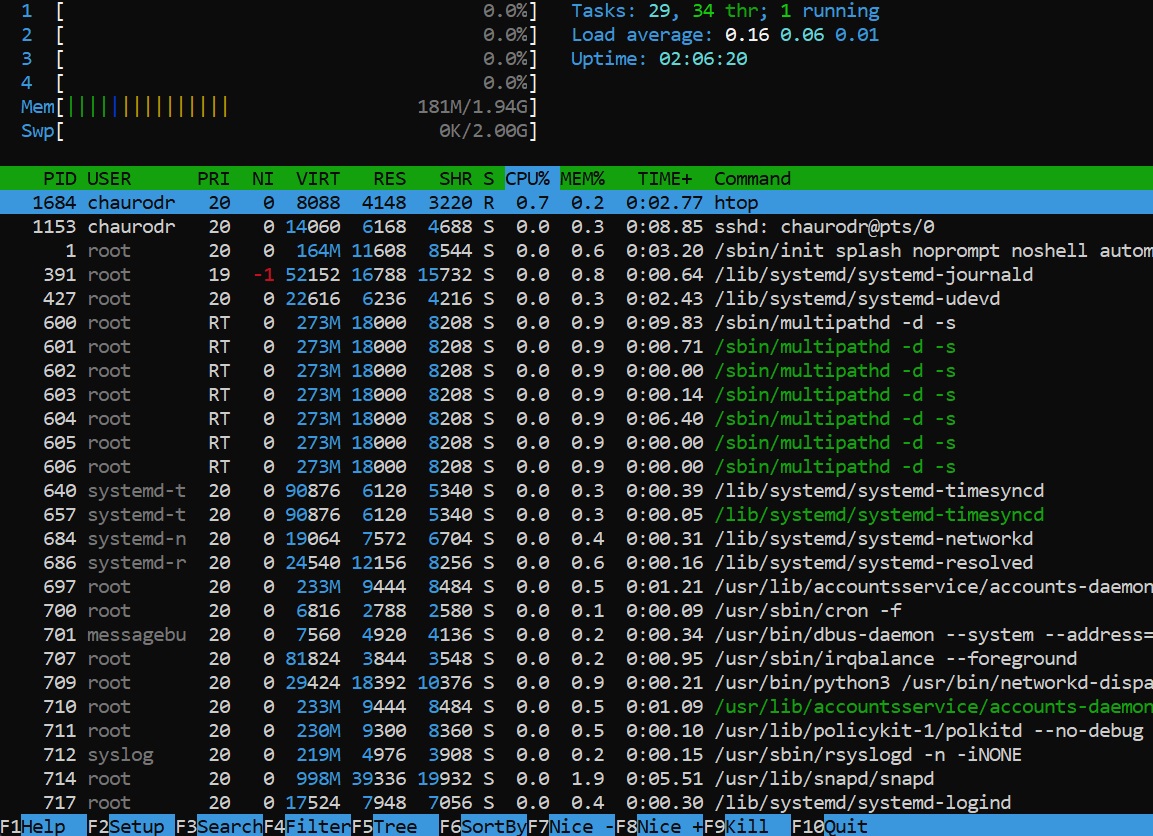 1 [ 0.0%] Tasks: 29, 34 thr; 1 running
2 [ 0.0%] Load average: 0.16 0.06 0.01
3 [ 0.0%] Uptime: 02:06:20
4 [ 0.0%]
Mem[|||||||||||||||181M/1.94G]
Swp[ 0K/2.00G]
PID USER PRI NI VIRT RES SHR S CPU% MEM% TIME+ Command
1684 chaurodr 20 0 8088 4148 3220 R 0.7 0.2 0:02.77 htop
1153 chaurodr 20 0 14060 6168 4688 S 0.0 0.3 0:08.85 sshd: chaurodr@pts/0
1 root 20 0 164M 11608 8544 S 0.0 0.6 0:03.20 /sbin/init splash noprompt noshell autom
391 root 19 -1 52152 16788 15732 S 0.0 0.8 0:00.64 /lib/systemd/systemd-journald
427 root 20 0 22616 6236 4216 S 0.0 0.3 0:02.43 /lib/systemd/systemd-udevd
600 root RT 0 273M 18000 8208 S 0.0 0.9 0:09.83 /sbin/multipathd -d -s
601 root RT 0 273M 18000 8208 S 0.0 0.9 0:00.71 /sbin/multipathd -d -s
602 root RT 0 273M 18000 8208 S 0.0 0.9 0:00.00 /sbin/multipathd -d -s
603 root RT 0 273M 18000 8208 S 0.0 0.9 0:00.14 /sbin/multipathd -d -s
604 root RT 0 273M 18000 8208 S 0.0 0.9 0:06.40 /sbin/multipathd -d -s
605 root RT 0 273M 18000 8208 S 0.0 0.9 0:00.00 /sbin/multipathd -d -s
606 root RT 0 273M 18000 8208 S 0.0 0.9 0:00.00 /sbin/multipathd -d -s
640 systemd-t 20 0 90876 6120 5340 S 0.0 0.3 0:00.39 /lib/systemd/systemd-timesyncd
657 systemd-t 20 0 90876 6120 5340 S 0.0 0.3 0:00.05 /lib/systemd/systemd-timesyncd
684 systemd-n 20 0 19064 7572 6704 S 0.0 0.4 0:00.31 /lib/systemd/systemd-networkd
686 systemd-r 20 0 24540 12156 8256 S 0.0 0.6 0:00.16 /lib/systemd/systemd-resolved
697 root 20 0 233M 9444 8484 S 0.0 0.5 0:01.21 /usr/lib/accountsservice/accounts-daemon
700 root 20 0 6816 2788 2580 S 0.0 0.1 0:00.09 /usr/sbin/cron -f
701 messagebu 20 0 7560 4920 4136 S 0.0 0.2 0:00.34 /usr/bin/dbus-daemon --system --address=
707 root 20 0 81824 3844 3548 S 0.0 0.2 0:00.95 /usr/sbin/irqbalance --foreground
709 root 20 0 29424 18392 10376 S 0.0 0.9 0:00.21 /usr/bin/python3 /usr/bin/networkd-dispa
710 root 20 0 233M 9444 8484 S 0.0 0.5 0:01.09 /usr/lib/accountsservice/accounts-daemon
711 root 20 0 230M 9300 8360 S 0.0 0.5 0:00.10 /usr/lib/policykit-1/polkitd --no-debug
712 syslog 20 0 219M 4976 3908 S 0.0 0.2 0:00.15 /usr/sbin/rsyslogd -n -iNONE
714 root 20 0 998M 39336 19932 S 0.0 1.9 0:05.51 /usr/lib/snapd/snapd
717 root 20 0 17524 7948 7056 S 0.0 0.4 0:00.30 /lib/systemd/systemd-logind
F1Help F2Setup F3SearchF4FilterF5Tree F6SortByF7Nice -F8Nice +F9Kill F10Quit